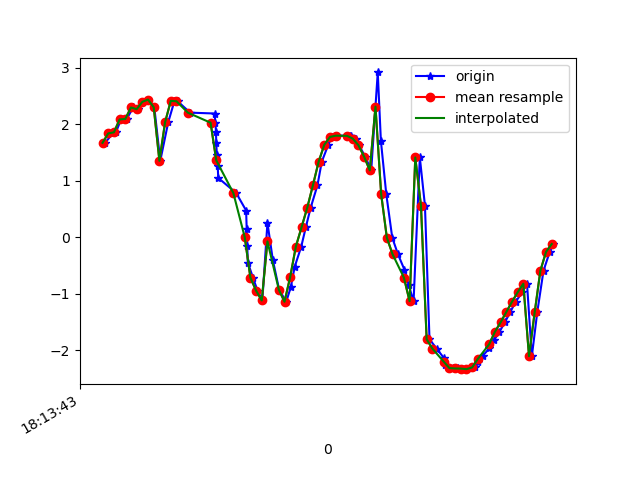 3
2
1
0
−1
−2
origin
mean resample
interpolated
18:13:43
0